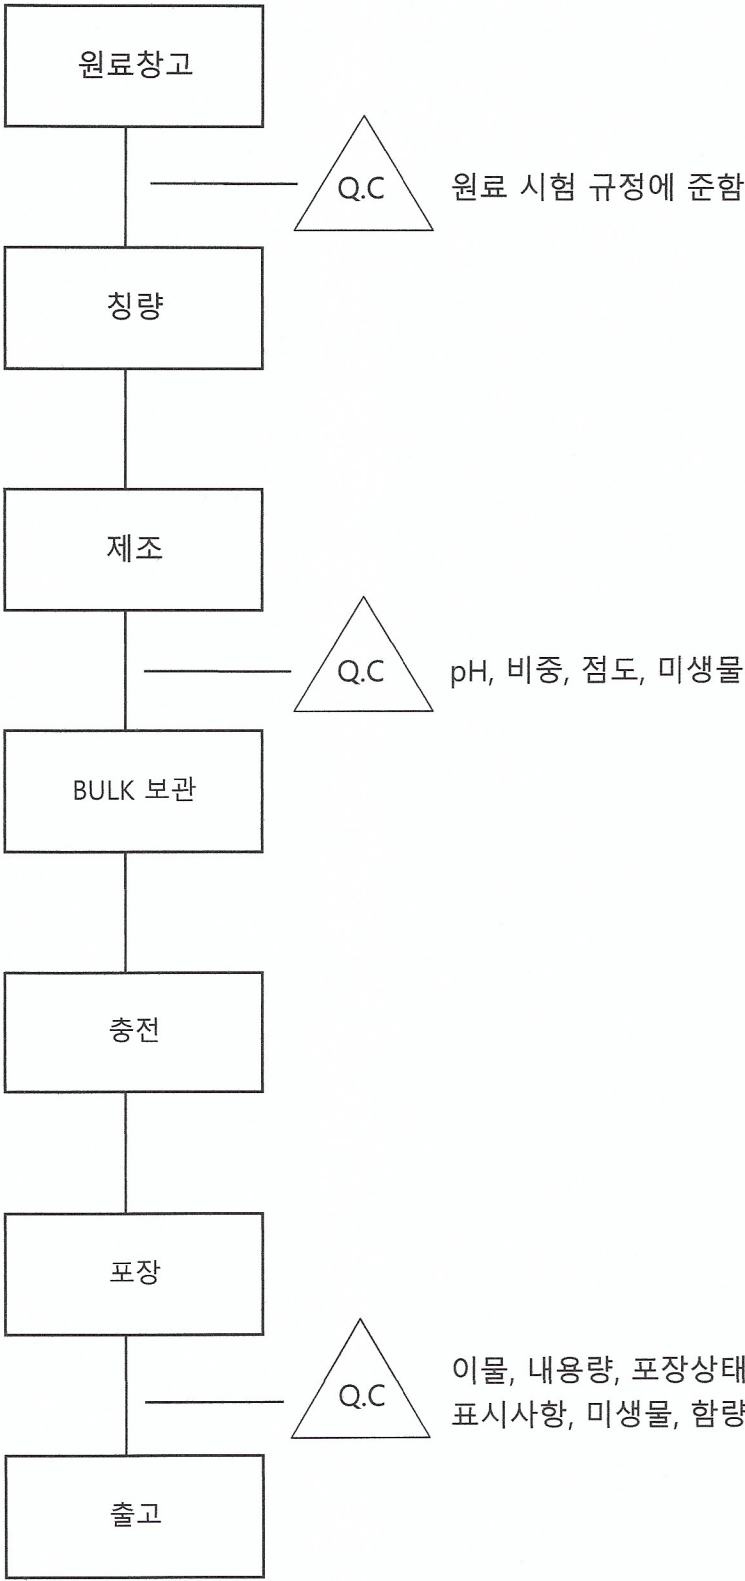 원료창고
Q.C 원료 시험 규정에 준함
칭량
제조
Q.C pH, 비중, 점도, 미생물
BULK 보관
충전
포장
이물, 내용량, 포장상태
Q.C
표시사항, 미생물, 함량
출고